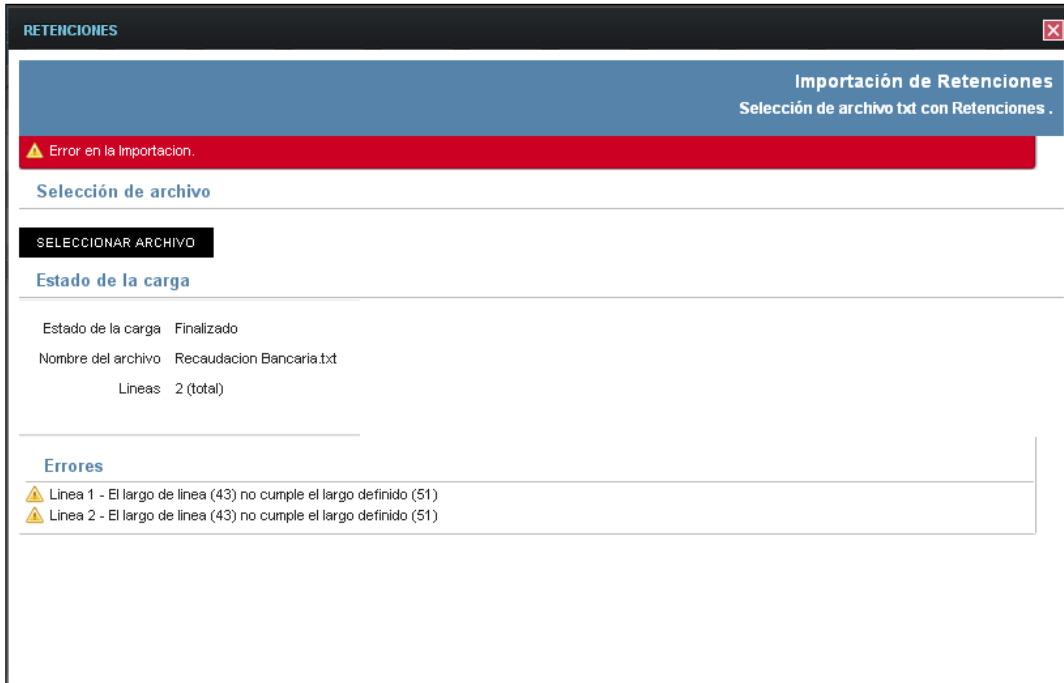 RETENCIONES
Importación de Retenciones
Selección de archivo txt con Retenciones .
Error en la Importacion.
Selección de archivo
SELECCIONAR ARCHIVO
Estado de la carga
Estado de la carga Finalizado
Nombre del archivo Recaudacion Bancaria.txt
Lineas 2 (total)
Errores
Linea 1 - El largo de linea (43) no cumple el largo definido (51)
Linea 2 - El largo de linea (43) no cumple el largo definido (51)